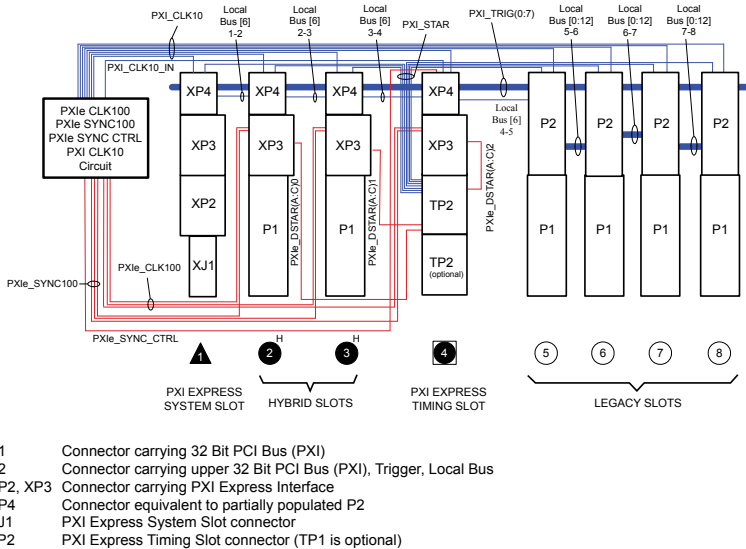 PXI_CLK10
Local
Bus [6]
1-2
Local
Bus [6]
2-3
Local
Bus [6]
3-4
PXI_STAR
PXI_TRIG(0:7)
Local
Bus [0:12]
5-6
Local
Bus [0:12]
6-7
Local
Bus [0:12]
7-8
PXI_CLK10_IN
PXIe CLK100
PXIe SYNC100
PXIe SYNC CTRL
PXI CLK10
Circuit
XP4
XP3
XP2
XJ1
XP4
XP3
P1
PXIe_DSTAR(A:C)0
XP4
XP3
P1
PXIe_DSTAR(A:C)1
XP4
XP3
TP2
TP2
(optional)
PXIe_DSTAR(A:C)2
Local
Bus [6]
4-5
P2
P1
P2
P1
P2
P1
P2
P1
PXIe_SYNC100
PXIe_CLK100
PXIe_SYNC_CTRL
1
2
H
3
H
4
5
6
7
8
PXI EXPRESS
SYSTEM SLOT
HYBRID SLOTS
PXI EXPRESS
TIMING SLOT
LEGACY SLOTS
1 Connector carrying 32 Bit PCI Bus (PXI)
2 Connector carrying upper 32 Bit PCI Bus (PXI), Trigger, Local Bus
P2, XP3 Connector carrying PXI Express Interface
P4 Connector equivalent to partially populated P2
J1 PXI Express System Slot connector
P2 PXI Express Timing Slot connector (TP1 is optional)